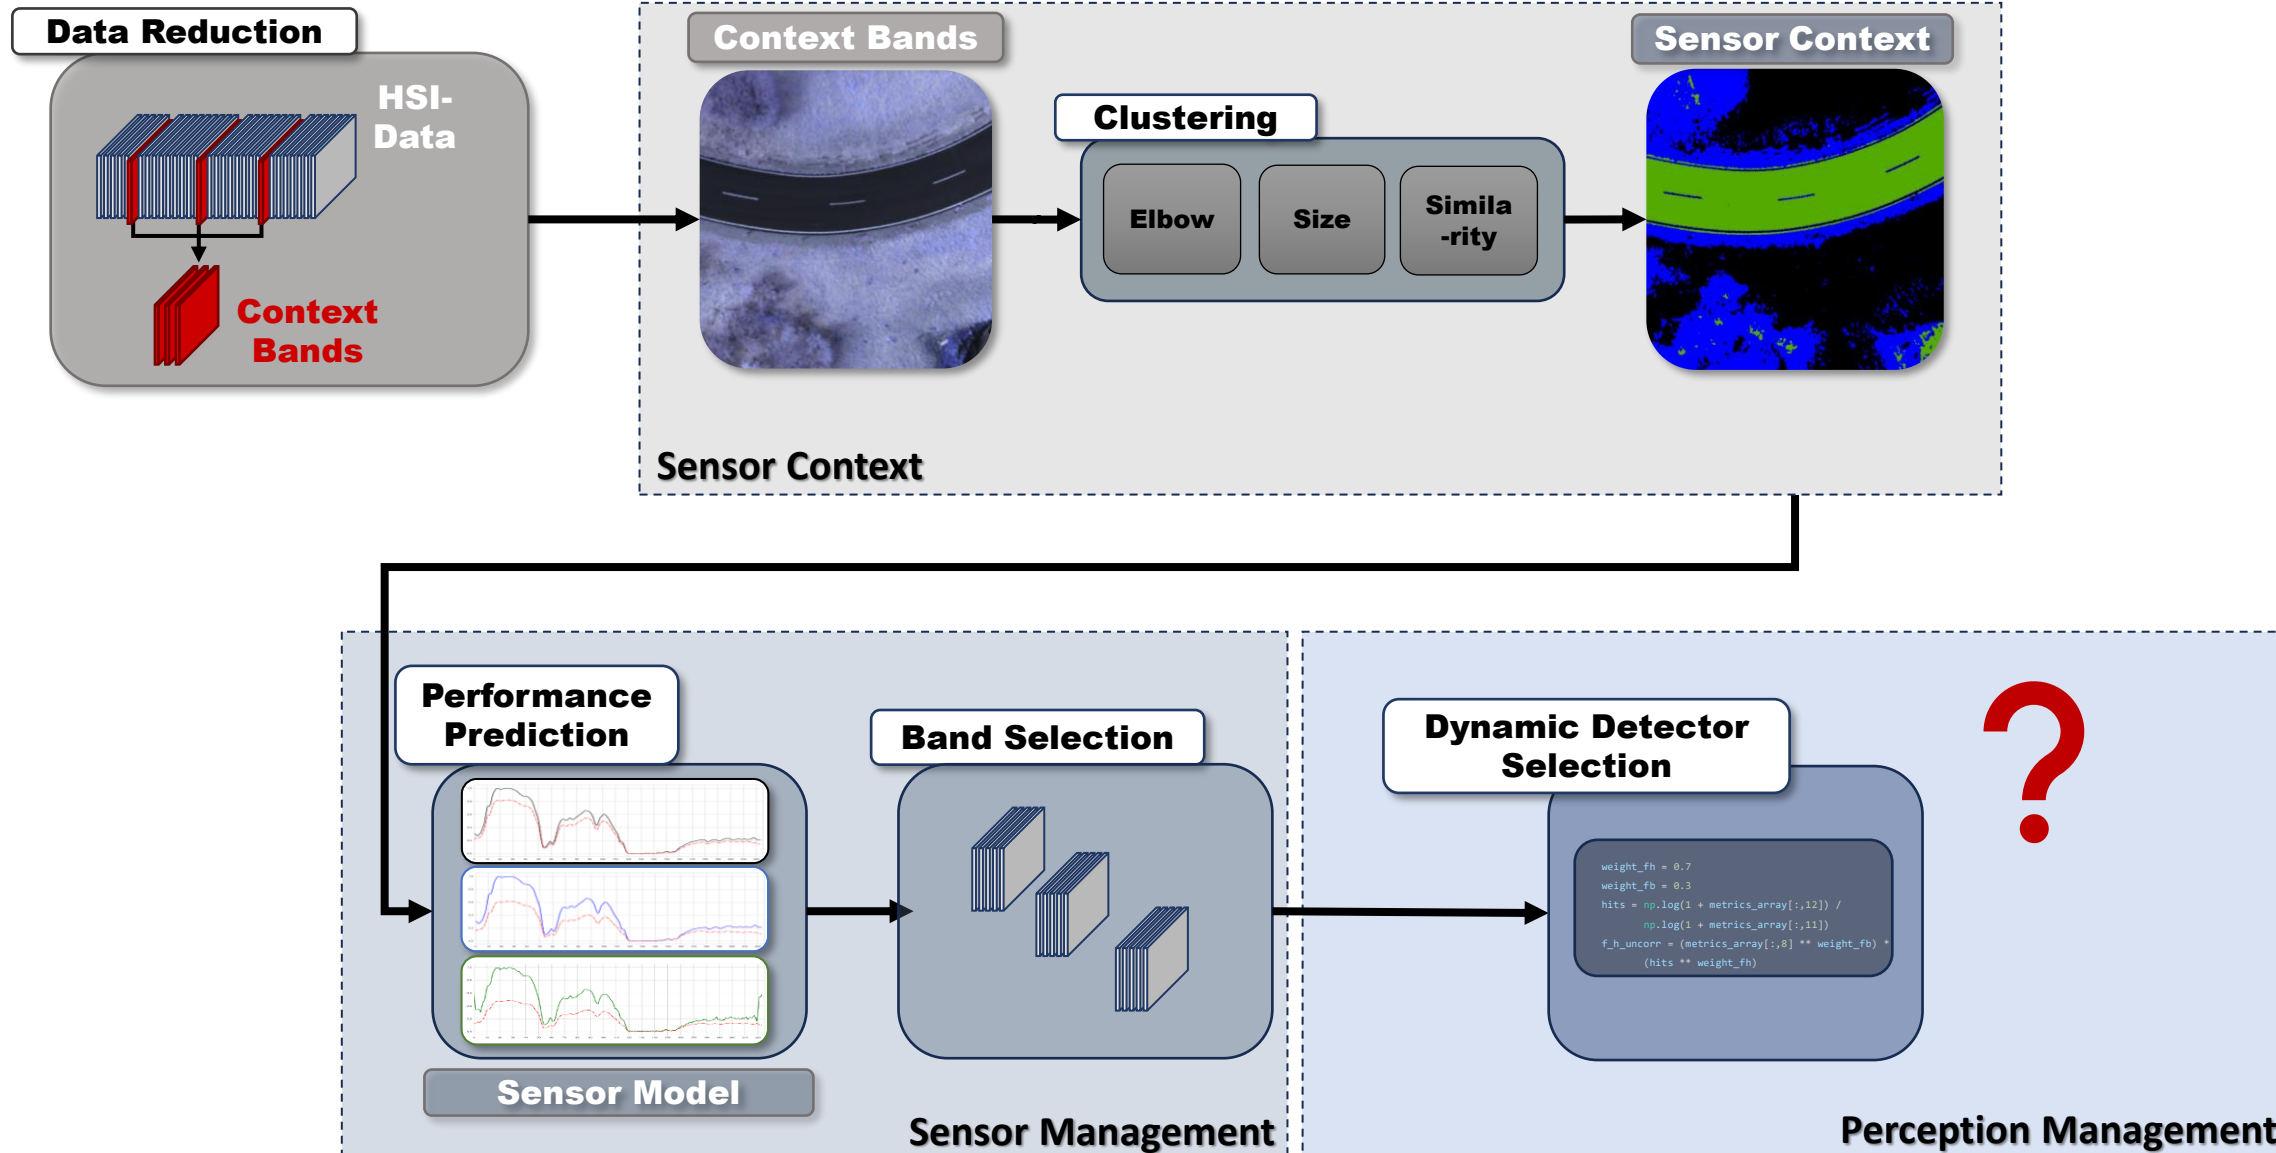 Data Reduction
HSI-
Data
Context
Bands
Context Bands
Clustering
Elbow
Size
Simila
-rity
Sensor Context
Sensor Context
Performance
Prediction
Sensor Model
Band Selection
Sensor Management
Dynamic Detector
Selection
weight_fh = 0.7
weight_fb = 0.3
hits = np.log(1 + metrics_array[:,12]) /
np.log(1 + metrics_array[:,11])
f_h_uncorr = (metrics_array[:,8] ** weight_fb) *
(hits ** weight_fh)
?
Perception Management